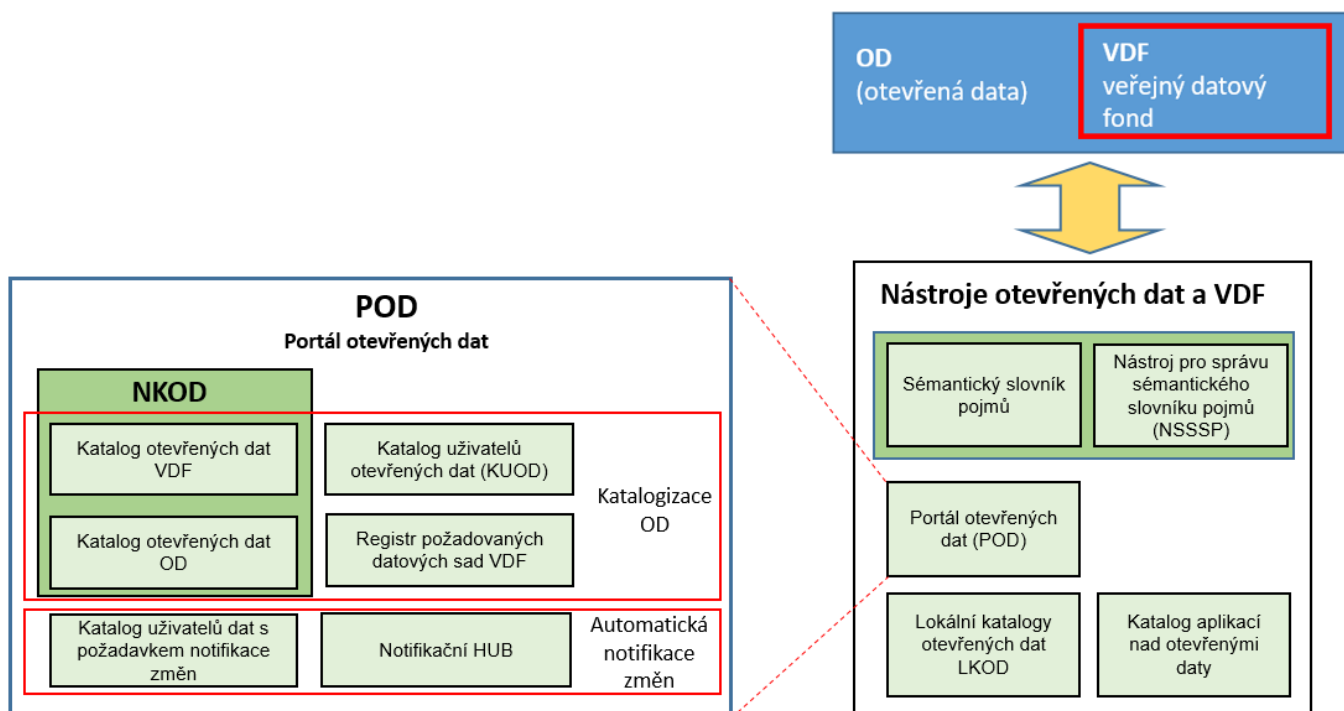 OD
(otevřená data)
VDF
veřejný datový
fond
POD
Portál otevřených dat
NKOD
Katalog otevřených dat
VDF
Katalog uživatelů
otevřených dat (KUOD)
Katalog otevřených dat
OD
Registr požadovaných
datových sad VDF
Katalogizace
OD
Katalog uživatelů dat s
požadavkem notifikace
změn
Notifikační HUB
Automatická
notifikace
změn
Nástroje otevřených dat a VDF
Sémantický slovník
pojmů
Nástroj pro správu
sémantického
slovníku pojmů
(NSSSP)
Portál otevřených
dat (POD)
Lokální katalogy
otevřených dat
LKOD
Katalog aplikací
nad otevřenými
daty